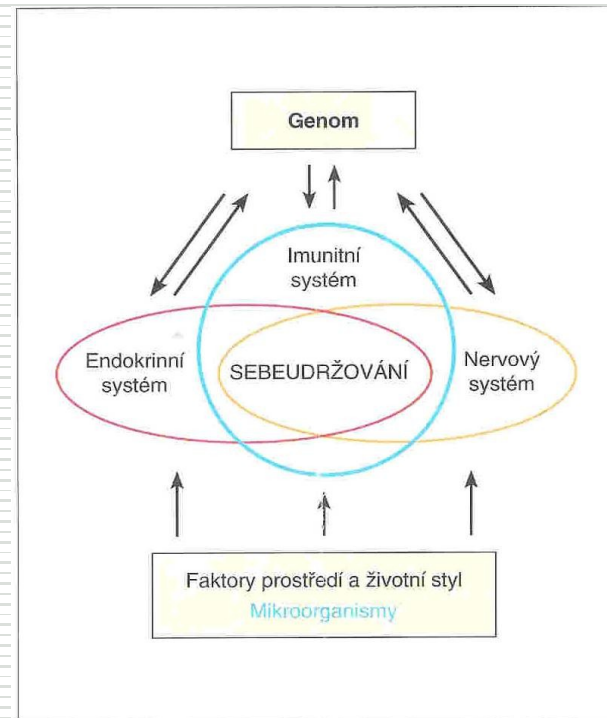 Genom
Imunitní
systém
Endokrinní
systém
SEBEUDRŽOVÁNÍ
Nervový
systém
Faktory prostředí a životní styl
Mikroorganismy